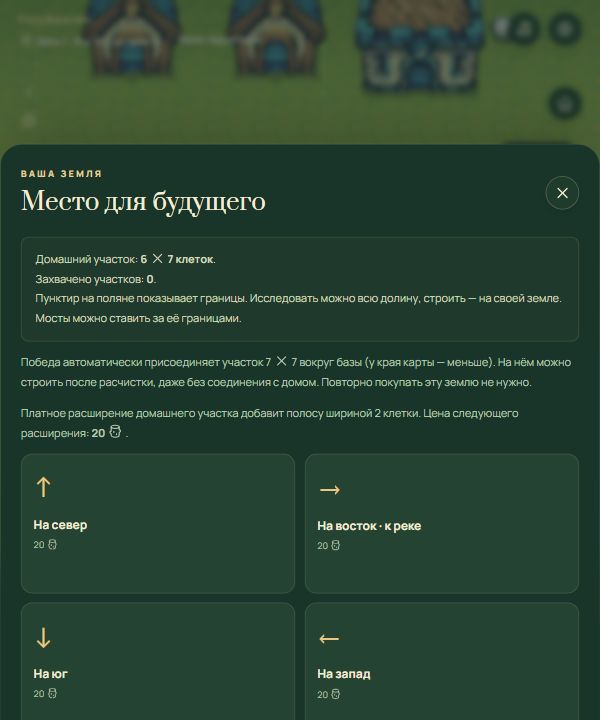 ВАША ЗЕМЛЯ
Место для будущего
Домашний участок: 6 × 7 клеток.
Захвачено участков: 0.
Пунктир на поляне показывает границы. Исследовать можно всю долину, строить — на своей земле.
Мосты можно ставить за её границами.
Победа автоматически присоединяет участок 7 × 7 вокруг базы (у края карты — меньше). На нём можно
строить после расчистки, даже без соединения с домом. Повторно покупать эту землю не нужно.
Платное расширение домашнего участка добавит полосу шириной 2 клетки. Цена следующего
расширения: 20 .
На север
20
На восток · к реке
20
На юг
20
На запад
20